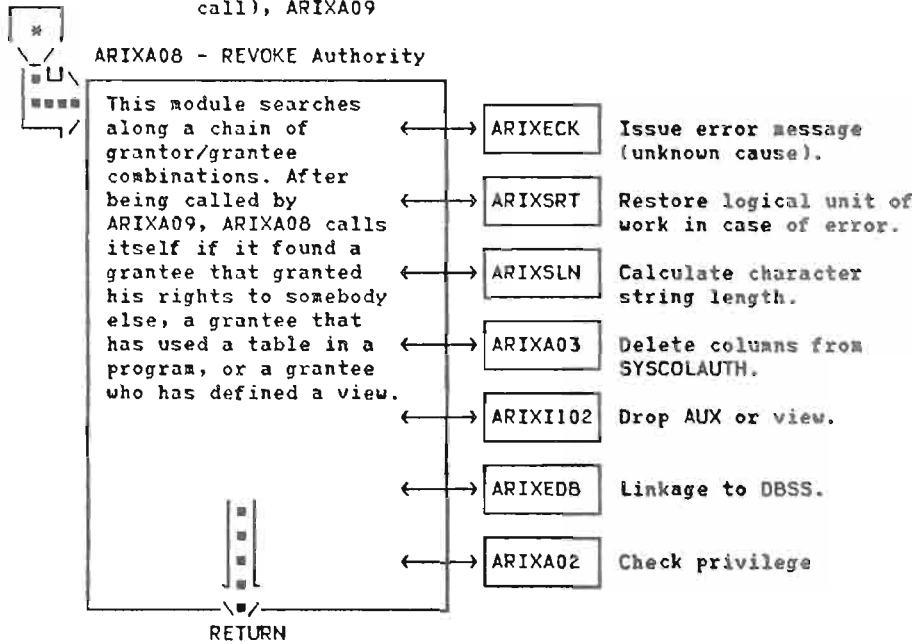 call), ARIXA09
*
ARIXA08 - REVOKE Authority
This module searches
along a chain of
grantor/grantee
combinations. After
being called by
ARIXA09, ARIXA08 calls
itself if it found a
grantee that granted
his rights to somebody
else, a grantee that
has used a table in a
program, or a grantee
who has defined a view.
ARIXECK Issue error message
(unknown cause).
ARIXSRT Restore logical unit of
work in case of error.
ARIXSLN Calculate character
string length.
ARIXA03 Delete columns from
SYSCOLAUTH.
ARIXI102 Drop AUX or view.
ARIXEDB Linkage to DBSS.
ARIXA02 Check privilege
RETURN